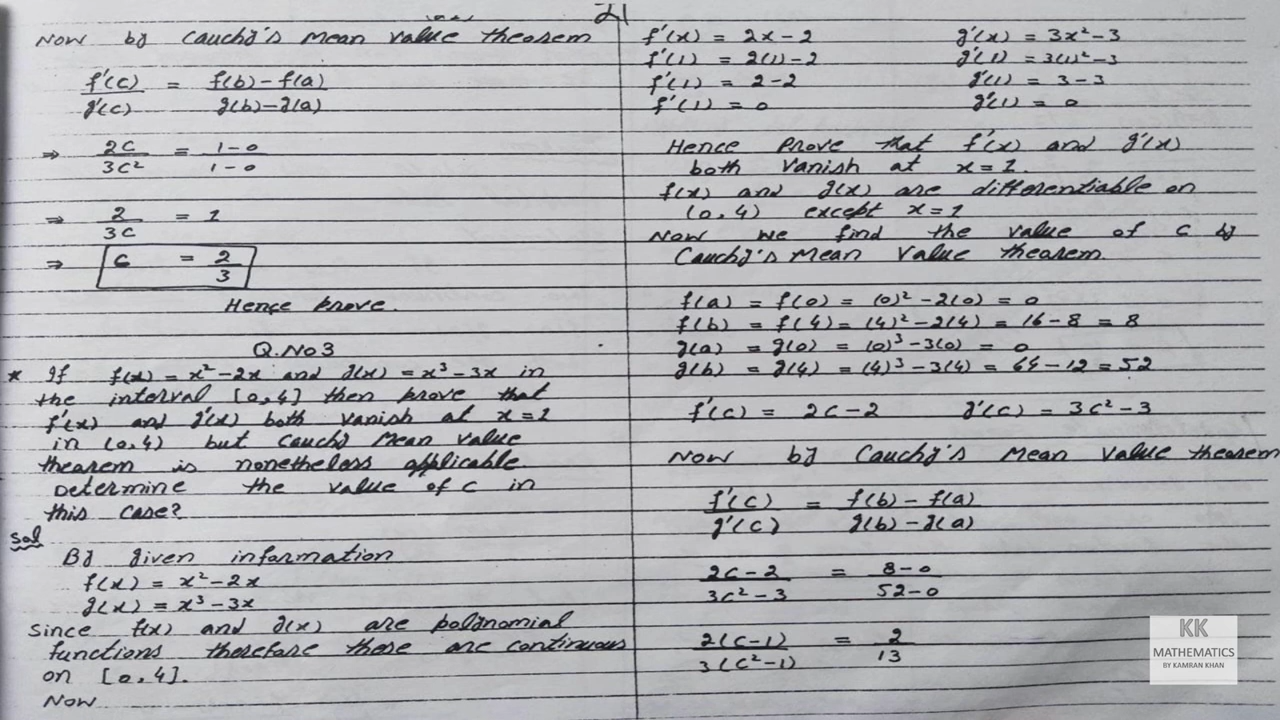 21
Now by Cauchy's Mean value theorem
f'(c)/g'(c) = f(b)-f(a)/g(b)-g(a)
⇒ 2c/3c² = 1-0/1-0
⇒ 2/3c = 1
⇒ c = 2/3
Hence prove.
Q.No3
* If f(x) = x²-2x and g(x) = x³-3x in
the interval [0,4] then prove that
f'(x) and g'(x) both vanish at x=1
in (0,4) but Cauchy Mean value
thearem is nonetheless applicable.
Determine the value of c in
this case?
Sol
By given information
f(x) = x²-2x
g(x) = x³-3x
Since f(x) and g(x) are polynomial
functions therefore there are continuous
on [0,4].
Now
f'(x) = 2x-2 g'(x) = 3x²-3
f'(1) = 2(1)-2 g'(1) = 3(1)²-3
f'(1) = 2-2 g'(1) = 3-3
f'(1) = 0 g'(1) = 0
Hence Prove that f'(x) and g'(x)
both vanish at x=1.
f(x) and g(x) are differentiable on
(0,4) except x=1
Now we find the value of c by
Cauchy's Mean Value theorem.
f(a) = f(0) = (0)²-2(0) = 0
f(b) = f(4) = (4)²-2(4) = 16-8 = 8
g(a) = g(0) = (0)³-3(0) = 0
g(b) = g(4) = (4)³-3(4) = 64-12 = 52
f'(c) = 2c-2 g'(c) = 3c²-3
Now by Cauchy's Mean value thearem
f'(c)/g'(c) = f(b)-f(a)/g(b)-g(a)
2c-2/3c²-3 = 8-0/52-0
2(c-1)/3(c²-1) = 2/13
KK
MATHEMATICS
BY KAMRAN KHAN